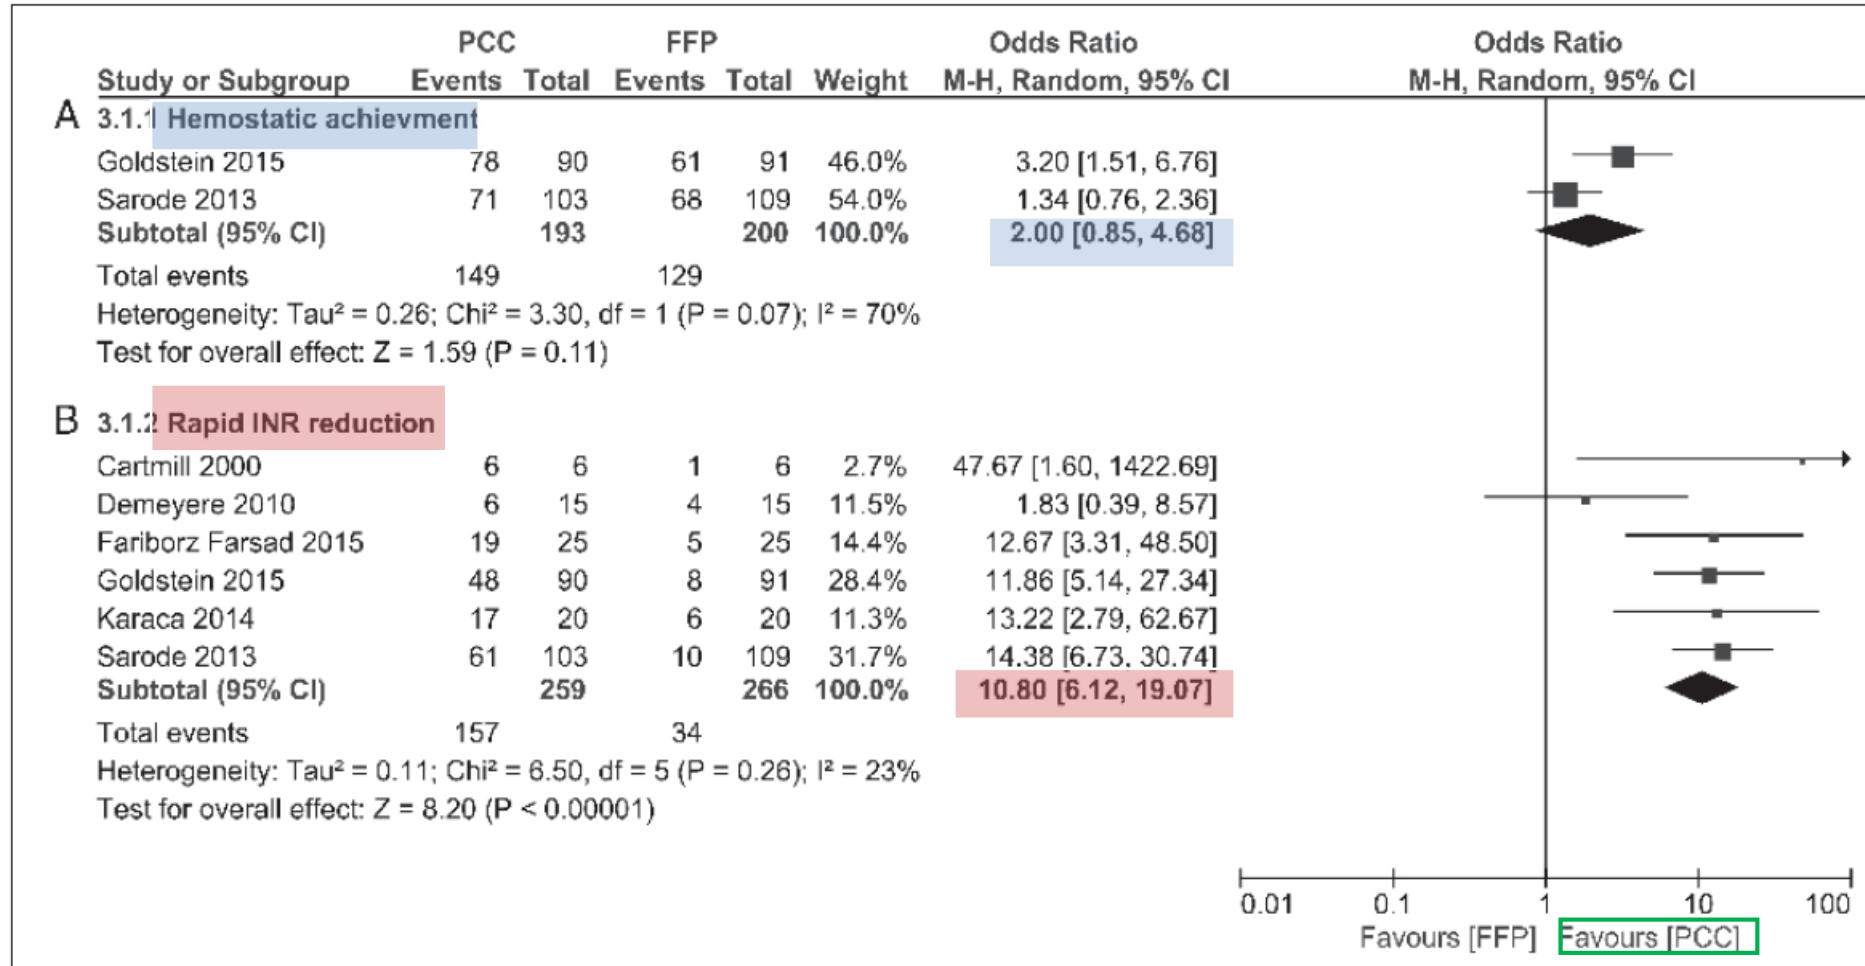 PCC FFP Odds Ratio Odds Ratio
Study or Subgroup Events Total Events Total Weight M-H, Random, 95% CI M-H, Random, 95% CI
A 3.1.1 Hemostatic achievment
Goldstein 2015 78 90 61 91 46.0% 3.20 [1.51, 6.76]
Sarode 2013 71 103 68 109 54.0% 1.34 [0.76, 2.36]
Subtotal (95% CI) 193 200 100.0% 2.00 [0.85, 4.68]
Total events 149 129
Heterogeneity: Tau² = 0.26; Chi² = 3.30, df = 1 (P = 0.07); I² = 70%
Test for overall effect: Z = 1.59 (P = 0.11)
B 3.1.2 Rapid INR reduction
Cartmill 2000 6 6 1 6 2.7% 47.67 [1.60, 1422.69]
Demeyere 2010 6 15 4 15 11.5% 1.83 [0.39, 8.57]
Fariborz Farsad 2015 19 25 5 25 14.4% 12.67 [3.31, 48.50]
Goldstein 2015 48 90 8 91 28.4% 11.86 [5.14, 27.34]
Karaca 2014 17 20 6 20 11.3% 13.22 [2.79, 62.67]
Sarode 2013 61 103 10 109 31.7% 14.38 [6.73, 30.74]
Subtotal (95% CI) 259 266 100.0% 10.80 [6.12, 19.07]
Total events 157 34
Heterogeneity: Tau² = 0.11; Chi² = 6.50, df = 5 (P = 0.26); I² = 23%
Test for overall effect: Z = 8.20 (P < 0.00001)
0.01 0.1 1 10 100
Favours [FFP] Favours [PCC]